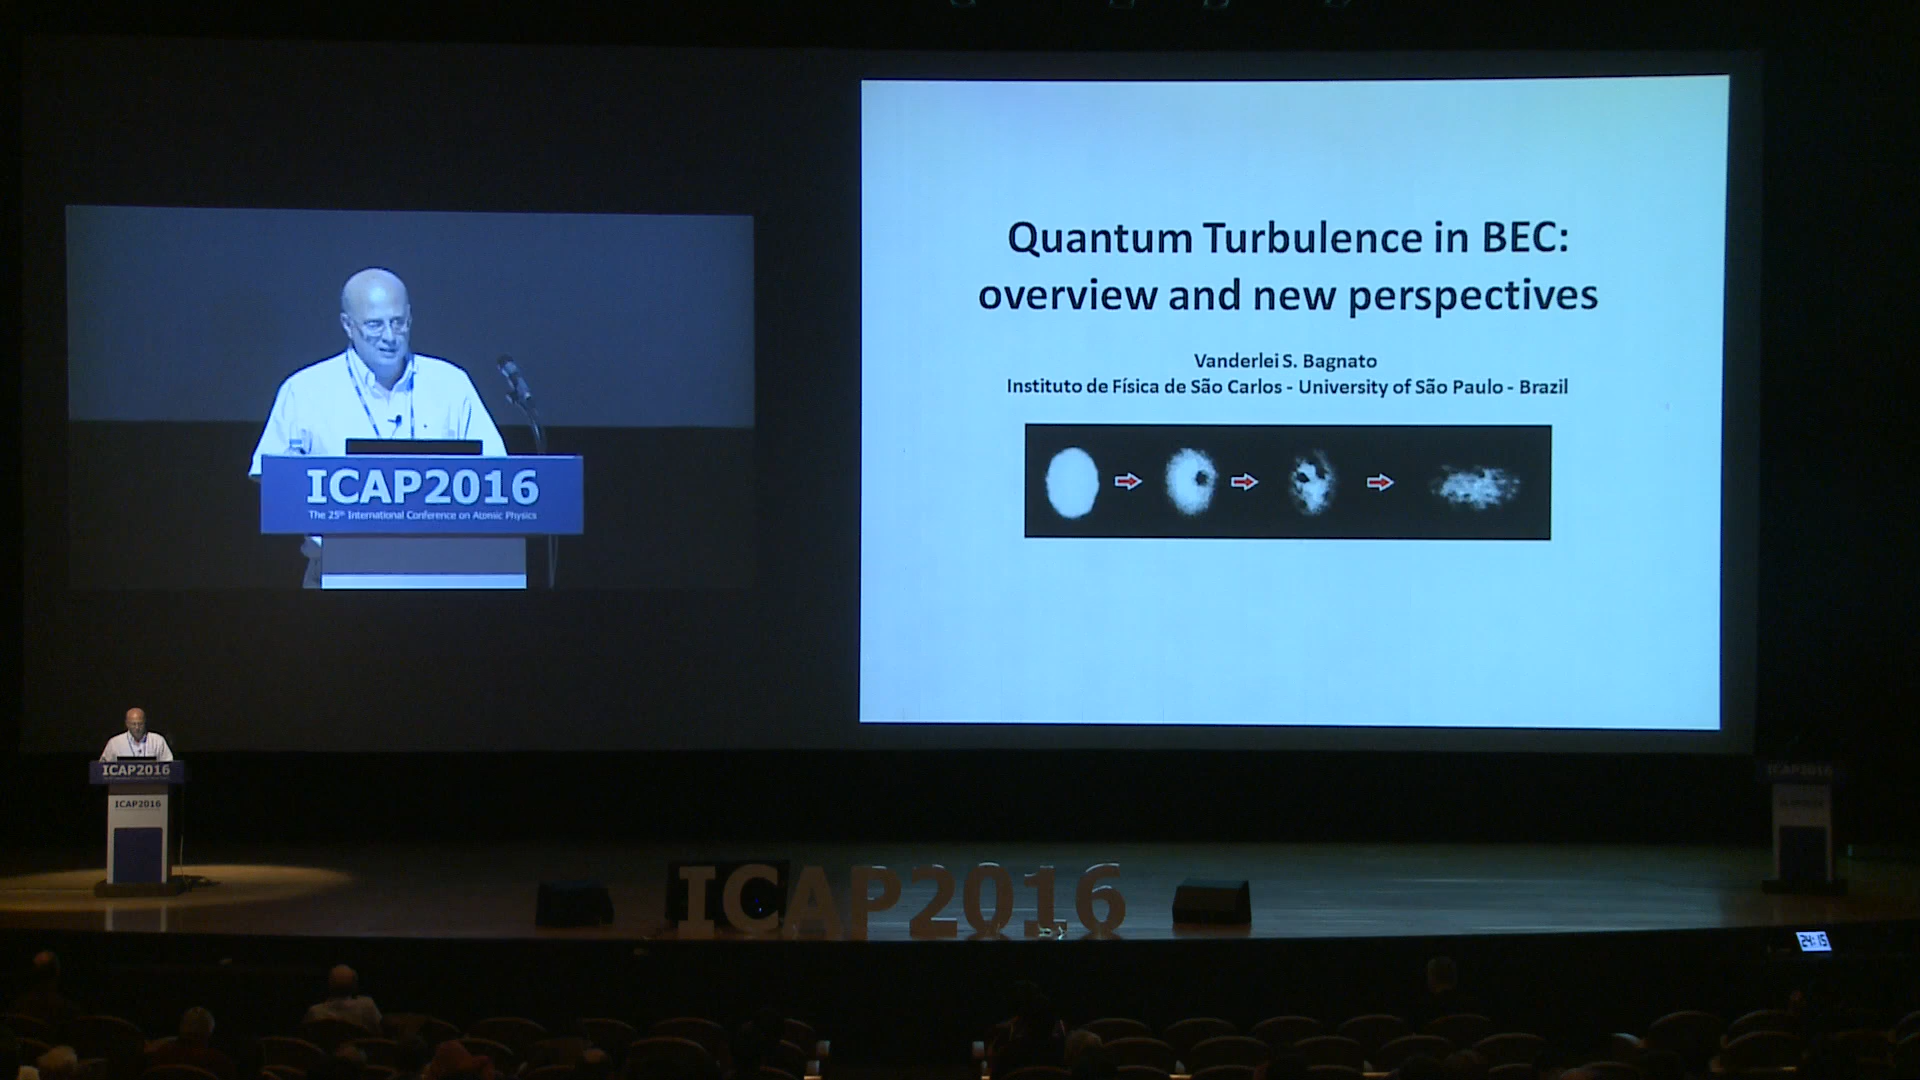 Quantum Turbulence in BEC:
overview and new perspectives
Vanderlei S. Bagnato
Instituto de Física de São Carlos - University of São Paulo - Brazil
ICAP2016
The 25th International Conference on Atomic Physics
ICAP2016
ICAP2016
ICAP2016
ICAP2016
24:15